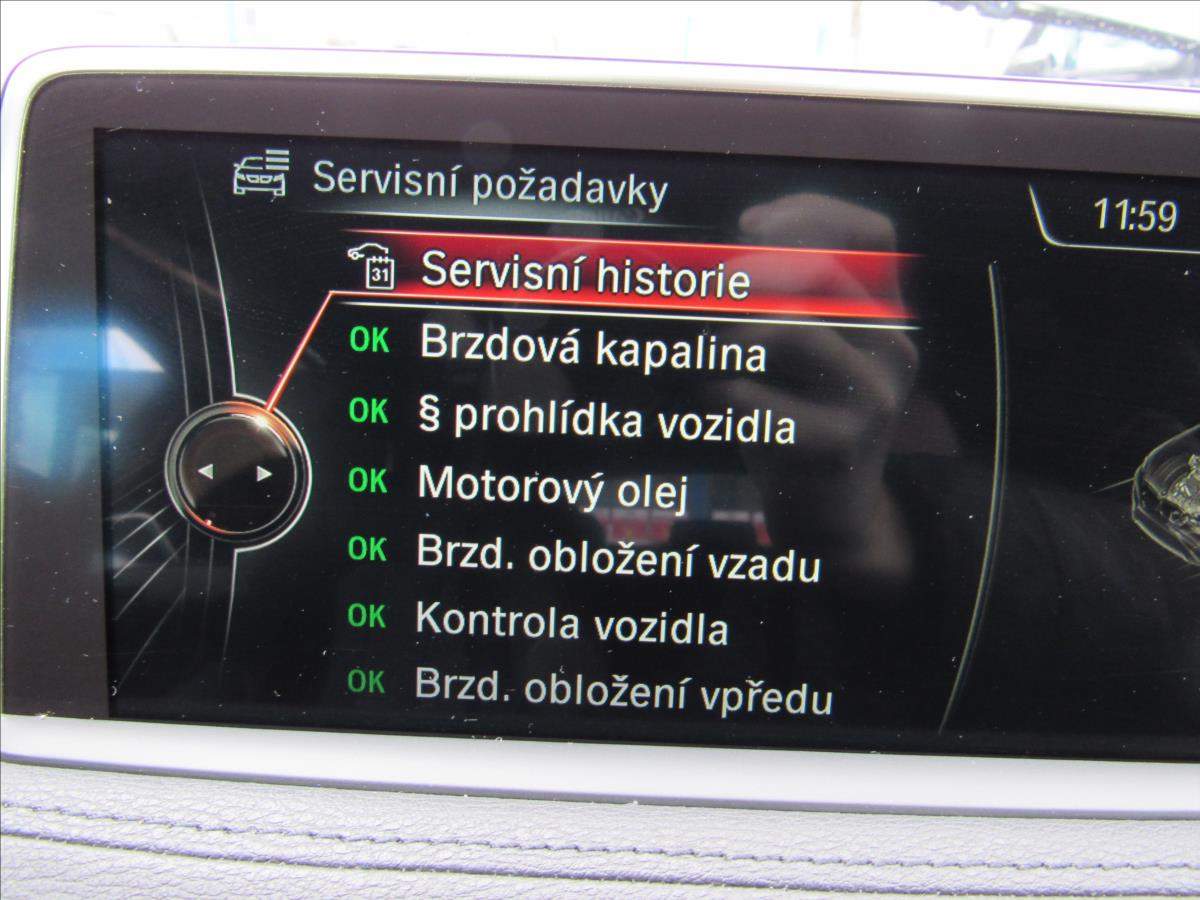 Servisní požadavky
11:59
31 Servisní historie
OK Brzdová kapalina
OK § prohlídka vozidla
OK Motorový olej
OK Brzd. obložení vzadu
OK Kontrola vozidla
OK Brzd. obložení vpředu